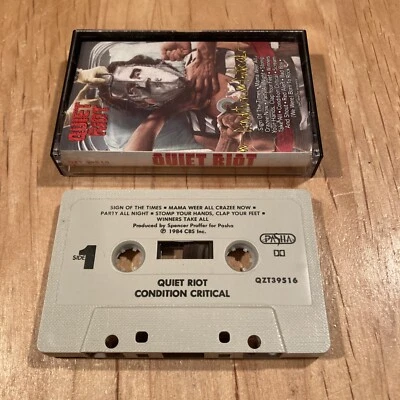 QUIET
RIOT
QUIET RIOT
SIGN OF THE TIMES • MAMA WEER ALL CRAZEE NOW •
PARTY ALL NIGHT • STOMP YOUR HANDS, CLAP YOUR FEET •
WINNERS TAKE ALL
Produced by Spencer Proffer for Pasha
℗ 1984 CBS Inc.
SIDE 1
PASHA
QUIET RIOT
CONDITION CRITICAL
QZT39516